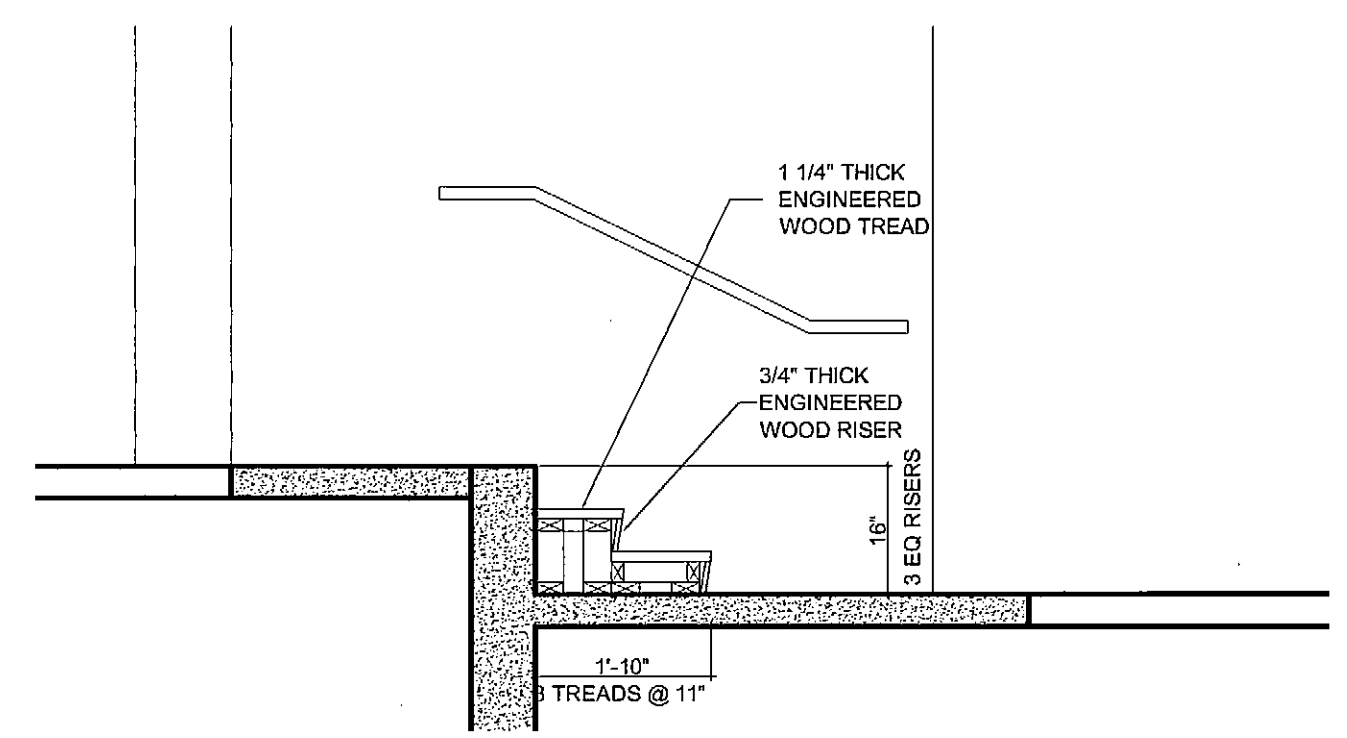 1 1/4" THICK
ENGINEERED
WOOD TREAD
3/4" THICK
ENGINEERED
WOOD RISER
16"
3 EQ RISERS
1'-10"
TREADS @ 11"